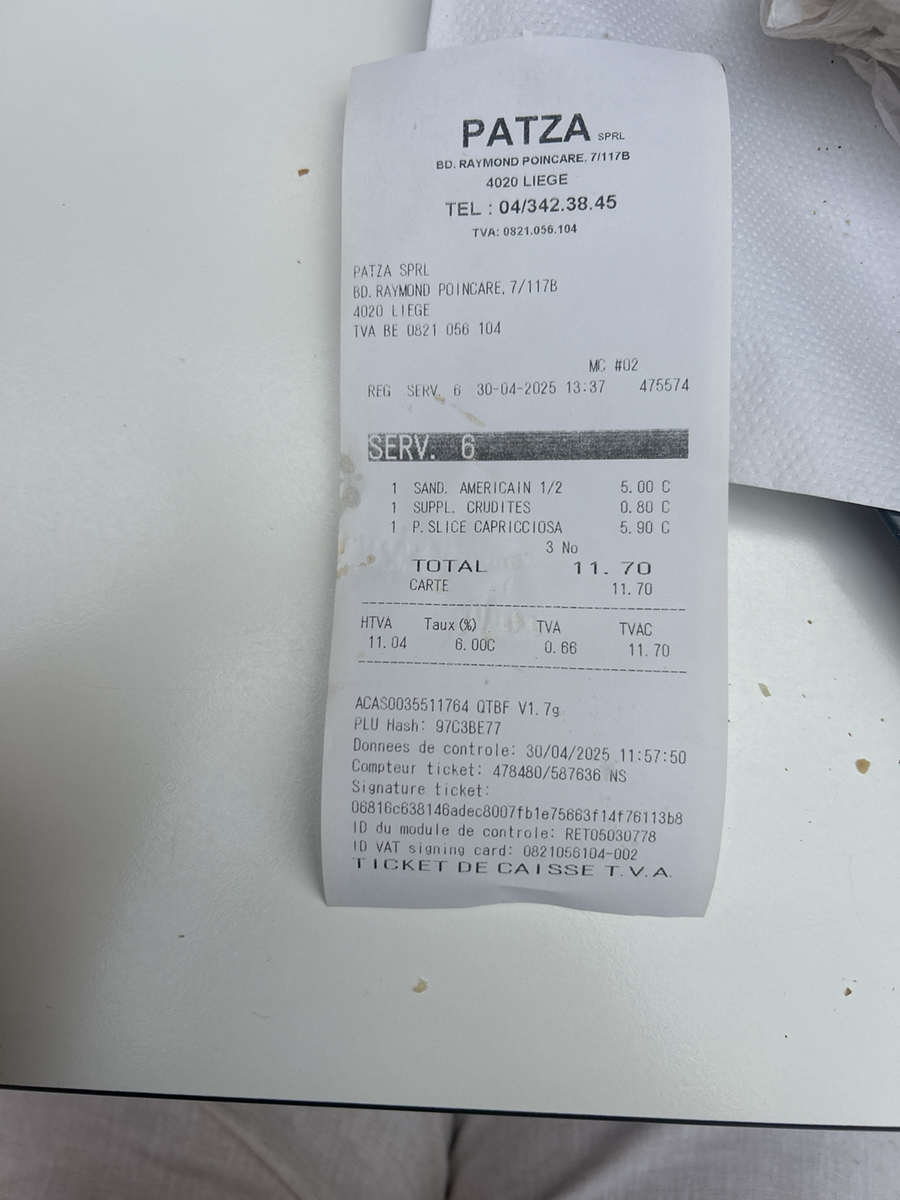 PATZA SPRL
BD. RAYMOND POINCARE, 7/117B
4020 LIEGE
TEL : 04/342.38.45
TVA: 0821.056.104
PATZA SPRL
BD. RAYMOND POINCARE, 7/117B
4020 LIEGE
TVA BE 0821 056 104
MC #02
REG SERV. 6 30-04-2025 13:37 475574
SERV. 6
1 SAND. AMERICAIN 1/2 5.00 C
1 SUPPL. CRUDITES 0.80 C
1 P.SLICE CAPRICCIOSA 5.90 C
3 No
TOTAL 11.70
CARTE 11.70
HTVA Taux(%) TVA TVAC
11.04 6.00C 0.66 11.70
ACAS0035511764 QTBF V1.7g
PLU Hash: 97C3BE77
Donnees de controle: 30/04/2025 11:57:50
Compteur ticket: 478480/587636 NS
Signature ticket:
06816c638146adec8007fb1e75663f14f76113b8
ID du module de controle: RET05030778
ID VAT signing card: 0821056104-002
TICKET DE CAISSE T.V.A.